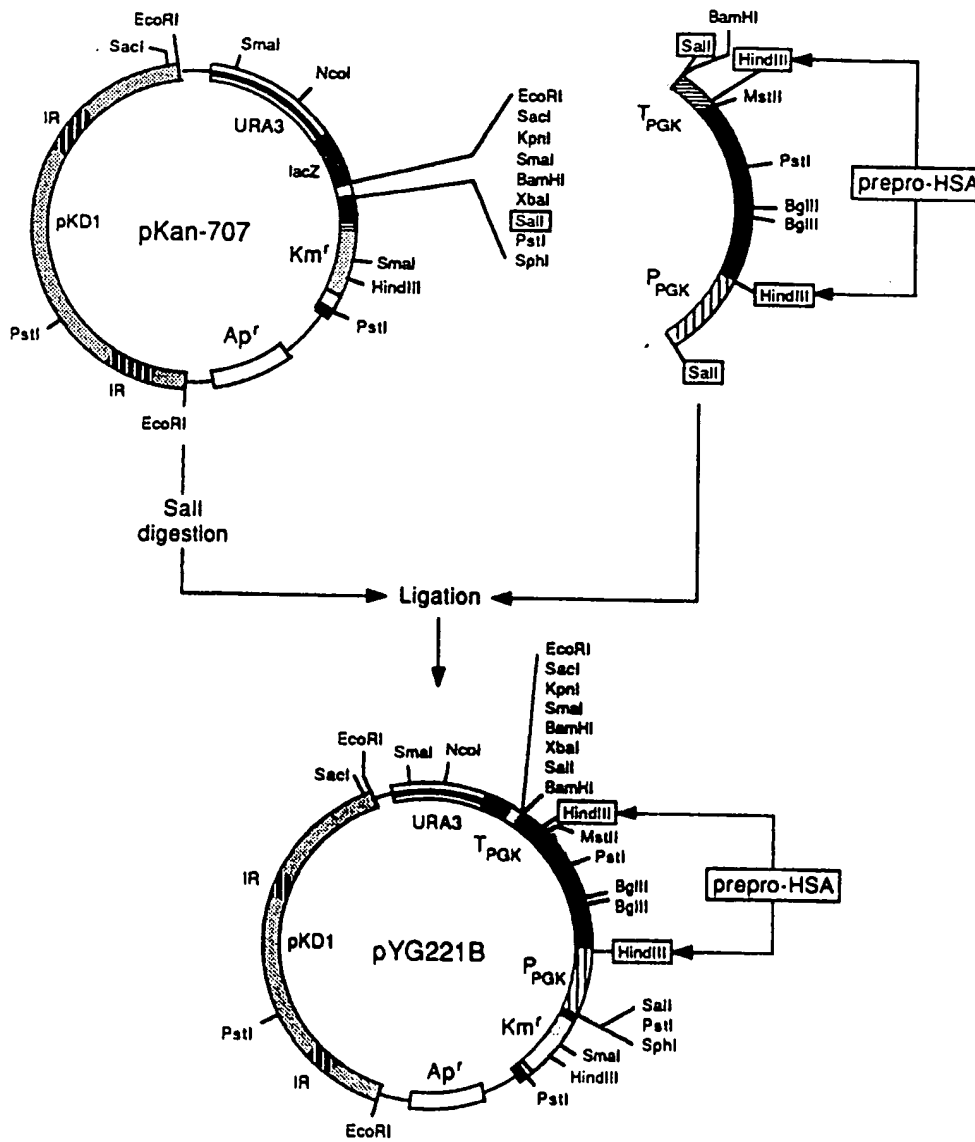 EcoRI
SacI
SmaI
NcoI
IR
URA3
lacZ
pKD1
pKan-707
Km^r
SmaI
HindIII
PstI
PstI
Ap^r
IR
EcoRI
EcoRI
SacI
KpnI
SmaI
BamHI
XbaI
SalI
PstI
SphI
BamHI
SalI
HindIII
MstII
T_PGK
PstI
prepro-HSA
BglII
BglII
P_PGK
HindIII
SalI
SalI
digestion
Ligation
EcoRI
SacI
KpnI
SmaI
BamHI
XbaI
SalI
BamHI
EcoRI
SacI
SmaI
NcoI
URA3
T_PGK
HindIII
MstII
PstI
prepro-HSA
BglII
BglII
IR
pKD1
pYG221B
HindIII
P_PGK
SalI
PstI
SphI
Km^r
SmaI
HindIII
PstI
PstI
Ap^r
IR
EcoRI